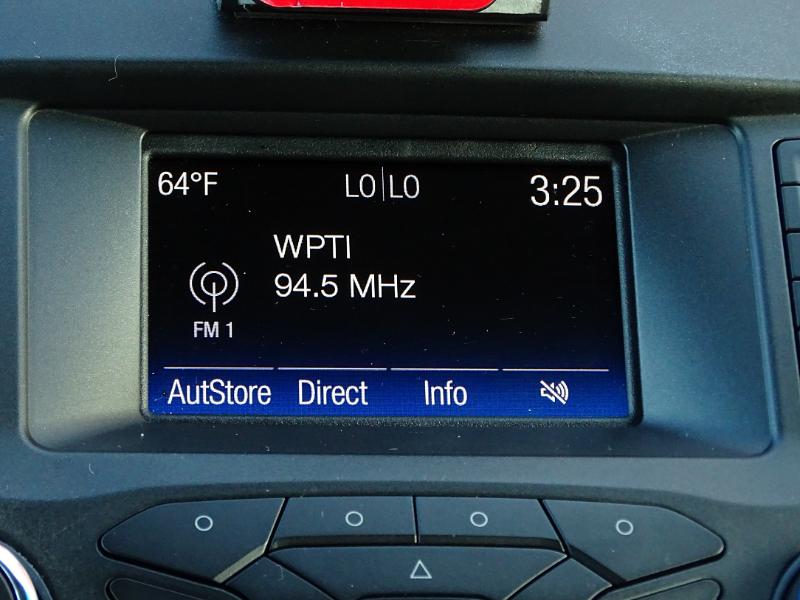 64°F LO|LO 3:25
WPTI
94.5 MHz
FM 1
AutStore Direct Info